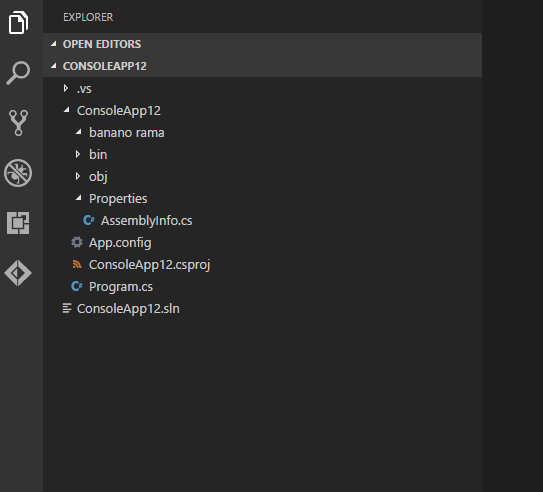 EXPLORER
OPEN EDITORS
CONSOLEAPP12
.vs
ConsoleApp12
banano rama
bin
obj
Properties
C# AssemblyInfo.cs
App.config
ConsoleApp12.csproj
C# Program.cs
ConsoleApp12.sln